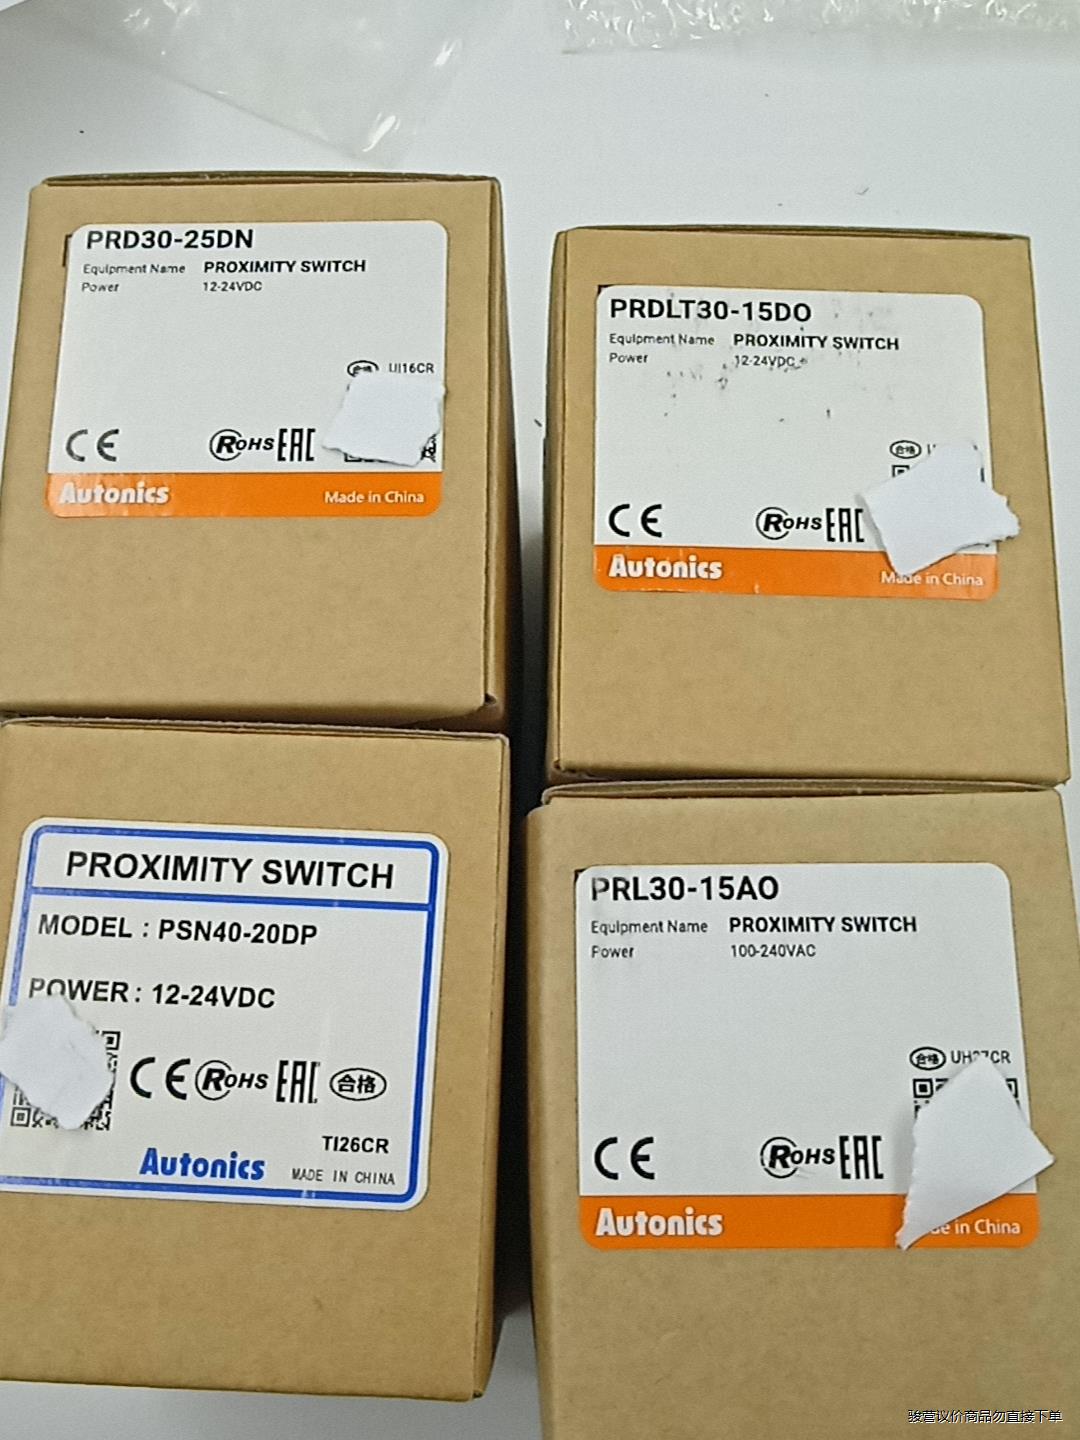 PRD30-25DN
Equipment Name PROXIMITY SWITCH
Power 12-24VDC
合格 UI16CR
CE RoHS EAC
Autonics Made in China
PRDLT30-15DO
Equipment Name PROXIMITY SWITCH
Power 12-24VDC
合格
CE RoHS EAC
Autonics Made in China
PROXIMITY SWITCH
MODEL : PSN40-20DP
POWER : 12-24VDC
CE RoHS EAC 合格
TI26CR
Autonics MADE IN CHINA
PRL30-15AO
Equipment Name PROXIMITY SWITCH
Power 100-240VAC
合格
CE RoHS EAC
Autonics in China
骏营议价商品勿直接下单